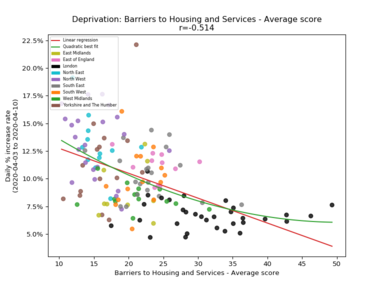 Deprivation: Barriers to Housing and Services - Average score
r=-0.514
Daily % increase rate
(2020-04-03 to 2020-04-10)
22.5%
20.0%
17.5%
15.0%
12.5%
10.0%
7.5%
5.0%
Linear regression
Quadratic best fit
East Midlands
East of England
London
North East
North West
South East
South West
West Midlands
Yorkshire and The Humber
10
15
20
25
30
35
40
45
50
Barriers to Housing and Services - Average score